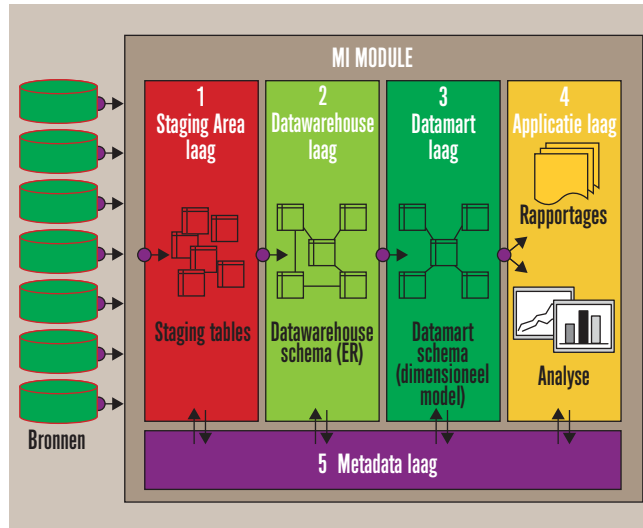 MI MODULE
1
Staging Area
laag
Staging tables
2
Datawarehouse
laag
Datawarehouse
schema (ER)
3
Datamart
laag
Datamart
schema
(dimensioneel
model)
4
Applicatie laag
Rapportages
Analyse
Bronnen
5 Metadata laag